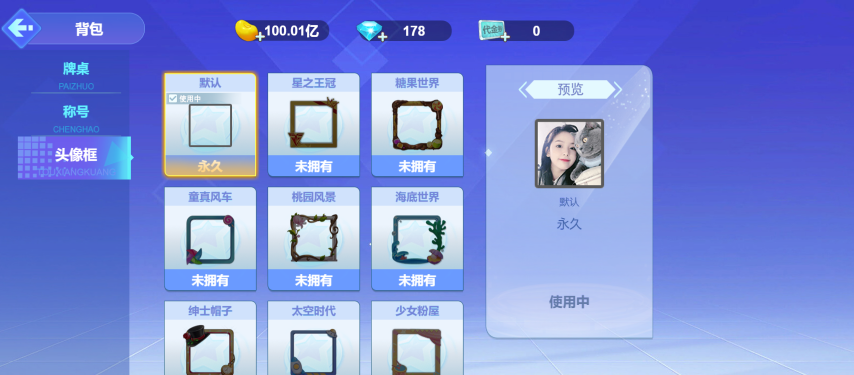 背包
100.01亿
178
代金券
0
牌桌
PAIZHUO
称号
CHENGHAO
头像框
TOUXIANGKUANG
默认
使用中
永久
星之王冠
未拥有
糖果世界
未拥有
童真风车
未拥有
桃园风景
未拥有
海底世界
未拥有
绅士帽子
太空时代
少女粉屋
预览
默认
永久
使用中